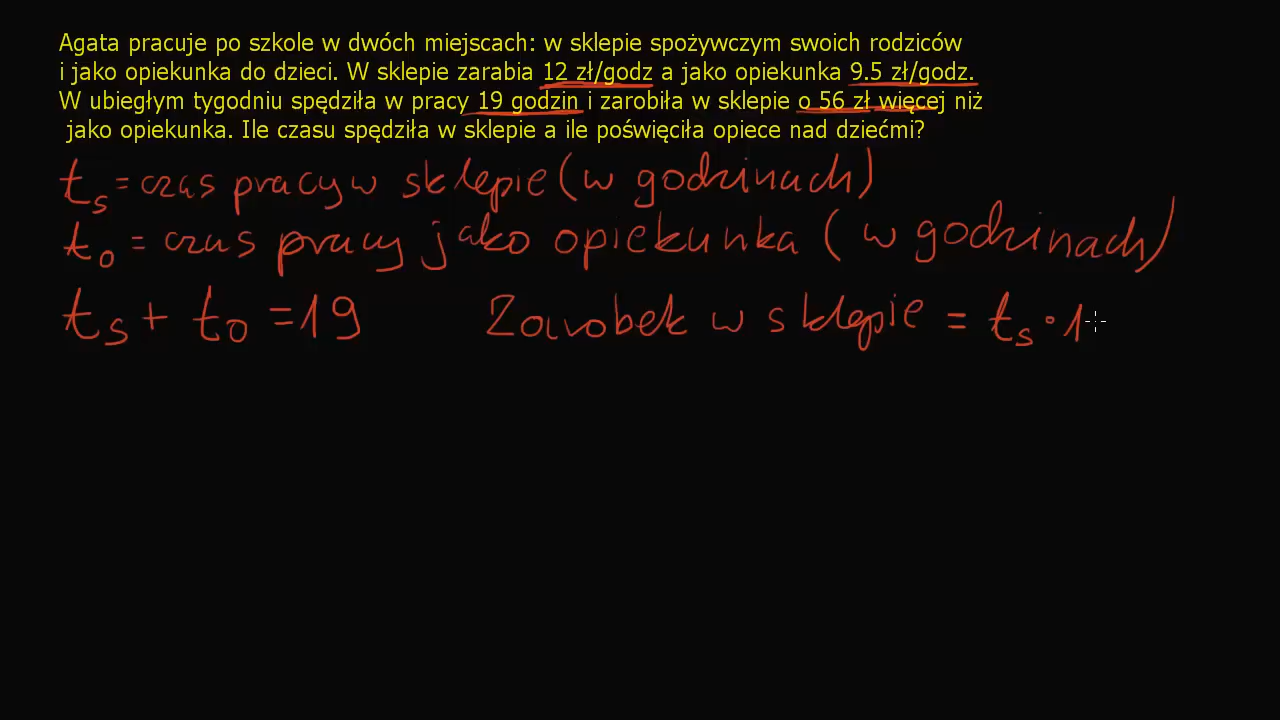 Agata pracuje po szkole w dwóch miejscach: w sklepie spożywczym swoich rodziców
i jako opiekunka do dzieci. W sklepie zarabia 12 zł/godz a jako opiekunka 9.5 zł/godz.
W ubiegłym tygodniu spędziła w pracy 19 godzin i zarobiła w sklepie o 56 zł więcej niż
jako opiekunka. Ile czasu spędziła w sklepie a ile poświęciła opiece nad dziećmi?
ts = czas pracy w sklepie (w godzinach)
to = czas pracy jako opiekunka (w godzinach)
ts + to = 19 Zarobek w sklepie = ts · 1